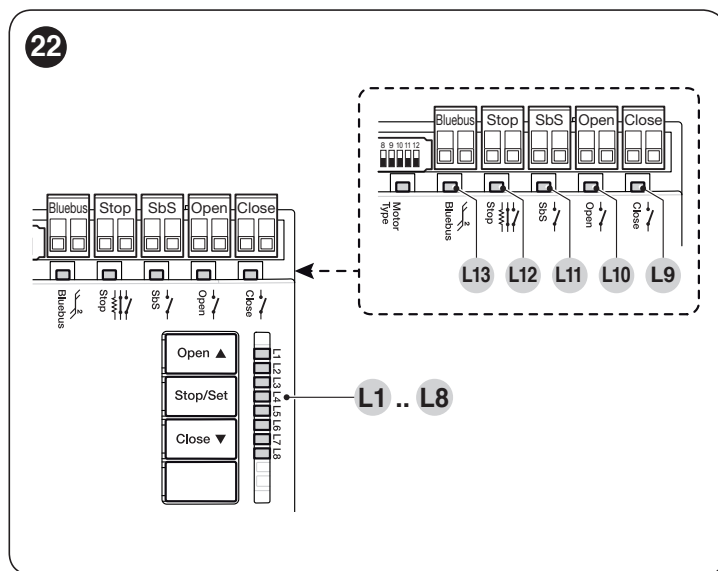 22
Bluebus Stop SbS Open Close
8 9 10 11 12
Motor Type
Bluebus
2
Stop
SbS
Open
Close
L13 L12 L11 L10 L9
Bluebus Stop SbS Open Close
Bluebus
2
Stop
SbS
Open
Close
Open ▲
Stop/Set
Close ▼
L1
L2
L3
L4
L5
L6
L7
L8
L1 .. L8